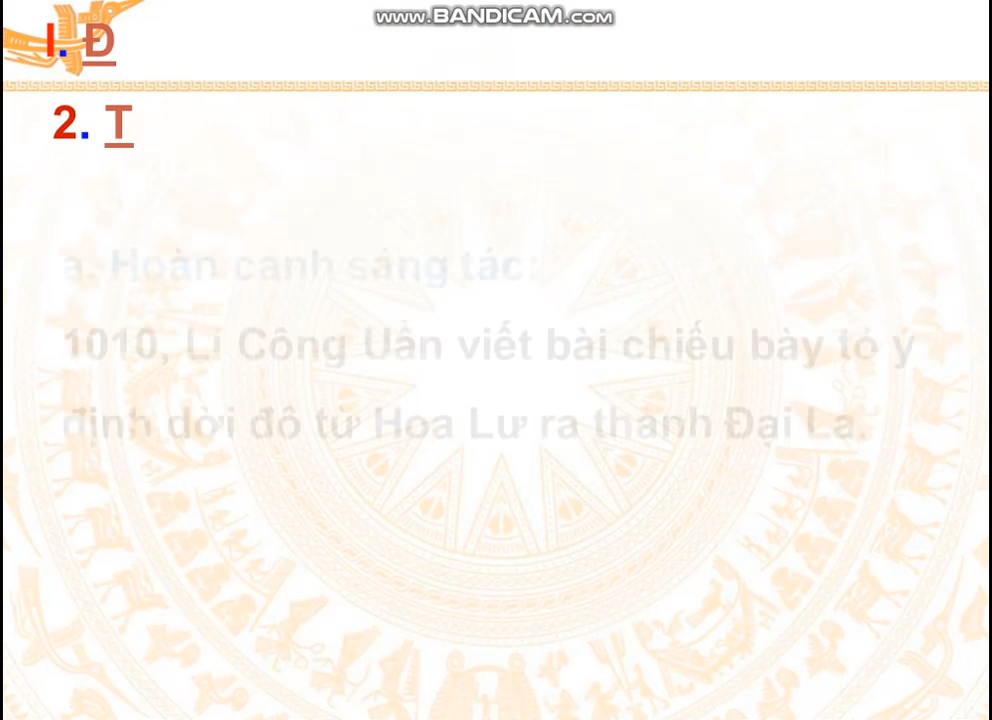 www.BANDICAM.com
I. Đ
2. T
a. Hoàn cảnh sáng tác:
1010, Lí Công Uẩn viết bài chiếu bày tỏ ý
định dời đô từ Hoa Lư ra thành Đại La.